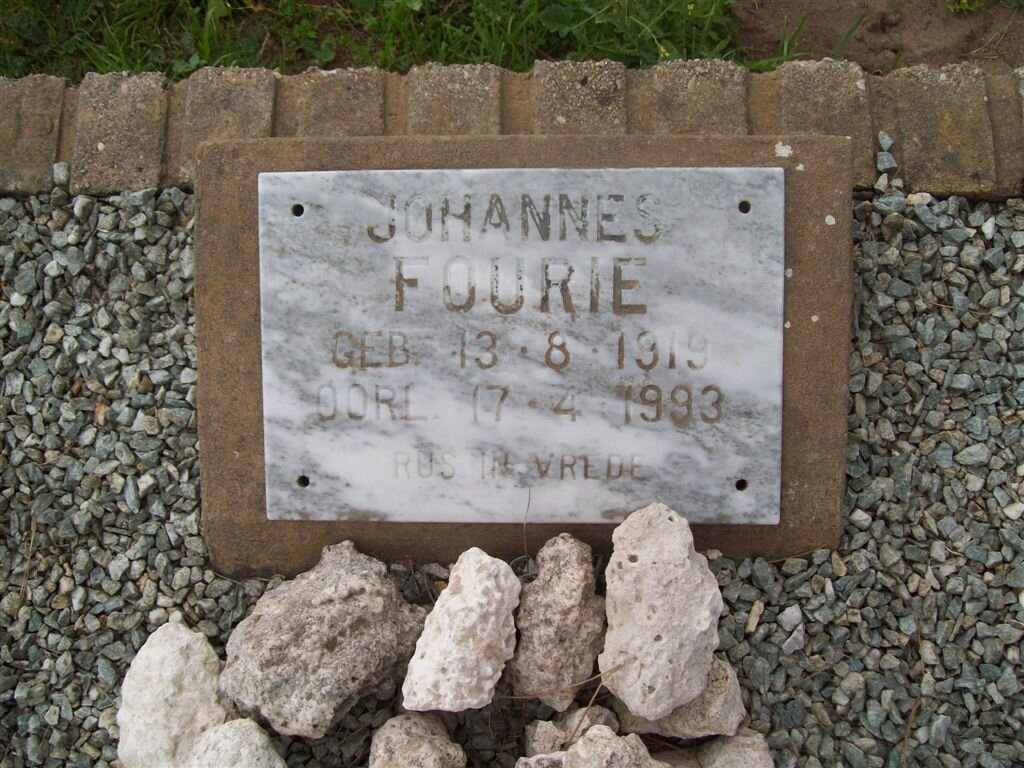 JOHANNES
FOURIE
GEB. 13 · 8 · 1919
OORL. 17 · 4 · 1993
RUS IN VREDE